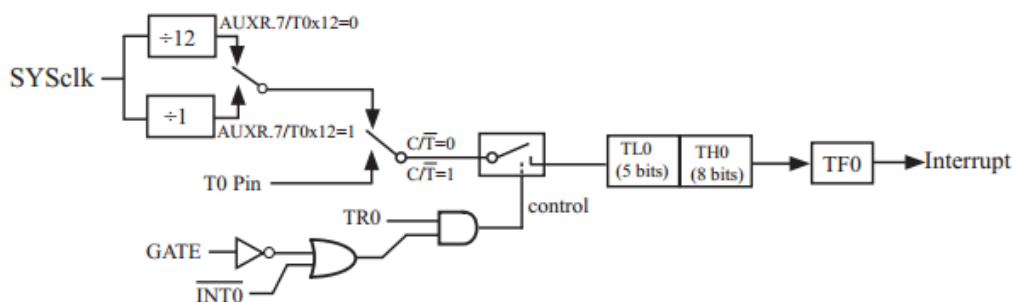 AUXR.7/T0x12=0
÷12
SYSclk
÷1
AUXR.7/T0x12=1
C/T̅=0
C/T̅=1
T0 Pin
TL0
(5 bits)
TH0
(8 bits)
TF0
Interrupt
control
TR0
GATE
I̅N̅T̅0̅